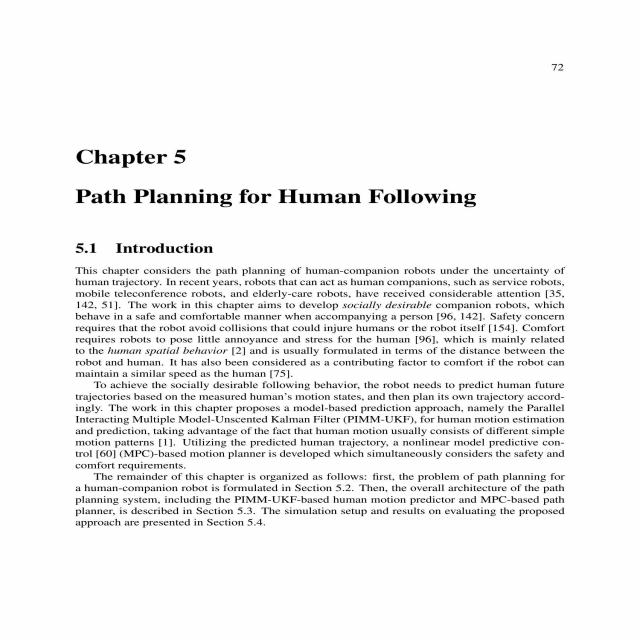 72
Chapter 5
Path Planning for Human Following
5.1 Introduction
This chapter considers the path planning of human-companion robots under the uncertainty of
human trajectory. In recent years, robots that can act as human companions, such as service robots,
mobile teleconference robots, and elderly-care robots, have received considerable attention [35,
142, 51]. The work in this chapter aims to develop socially desirable companion robots, which
behave in a safe and comfortable manner when accompanying a person [96, 142]. Safety concern
requires that the robot avoid collisions that could injure humans or the robot itself [154]. Comfort
requires robots to pose little annoyance and stress for the human [96], which is mainly related
to the human spatial behavior [2] and is usually formulated in terms of the distance between the
robot and human. It has also been considered as a contributing factor to comfort if the robot can
maintain a similar speed as the human [75].
To achieve the socially desirable following behavior, the robot needs to predict human future
trajectories based on the measured human's motion states, and then plan its own trajectory accord-
ingly. The work in this chapter proposes a model-based prediction approach, namely the Parallel
Interacting Multiple Model-Unscented Kalman Filter (PIMM-UKF), for human motion estimation
and prediction, taking advantage of the fact that human motion usually consists of different simple
motion patterns [1]. Utilizing the predicted human trajectory, a nonlinear model predictive con-
trol [60] (MPC)-based motion planner is developed which simultaneously considers the safety and
comfort requirements.
The remainder of this chapter is organized as follows: first, the problem of path planning for
a human-companion robot is formulated in Section 5.2. Then, the overall architecture of the path
planning system, including the PIMM-UKF-based human motion predictor and MPC-based path
planner, is described in Section 5.3. The simulation setup and results on evaluating the proposed
approach are presented in Section 5.4.